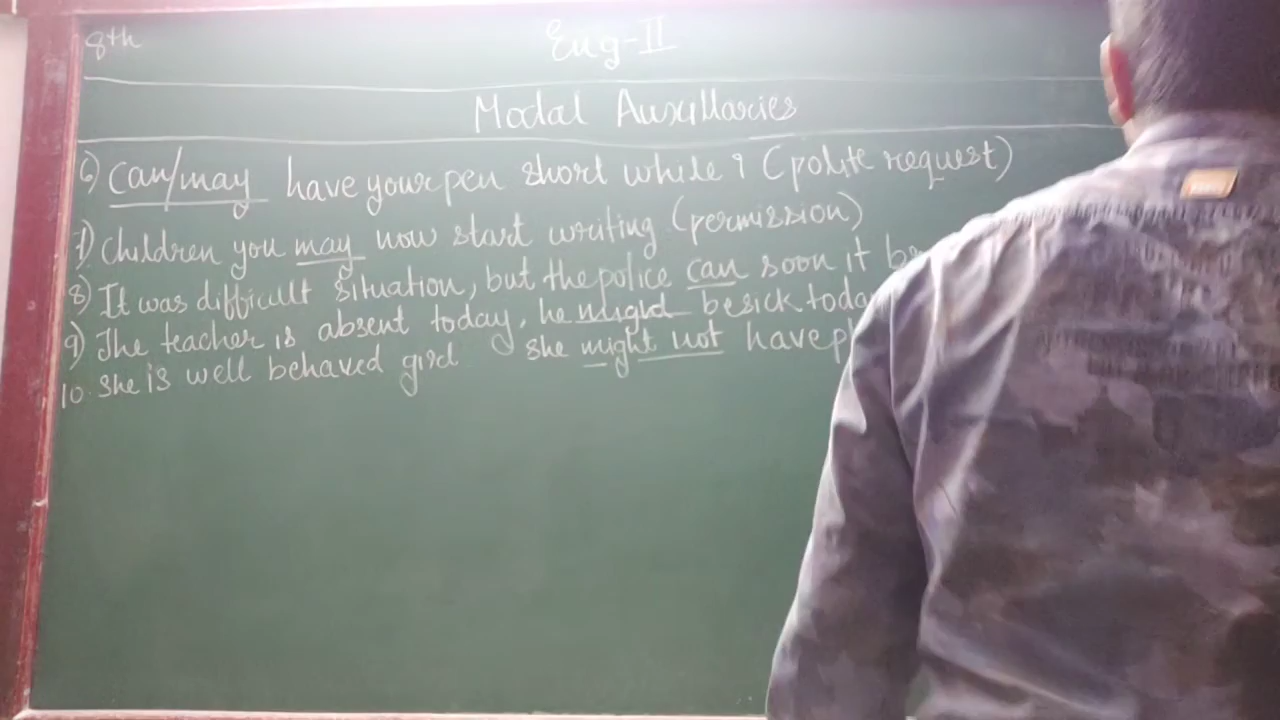 8th
Eng-II
Modal Auxillaries
6) Can/may have your pen short while ? (polite request)
7) Children you may now start writing (permission)
8) It was difficult situation, but the police can soon it
9) The teacher is absent today, he might be sick today
10. She is well behaved girl she might not have